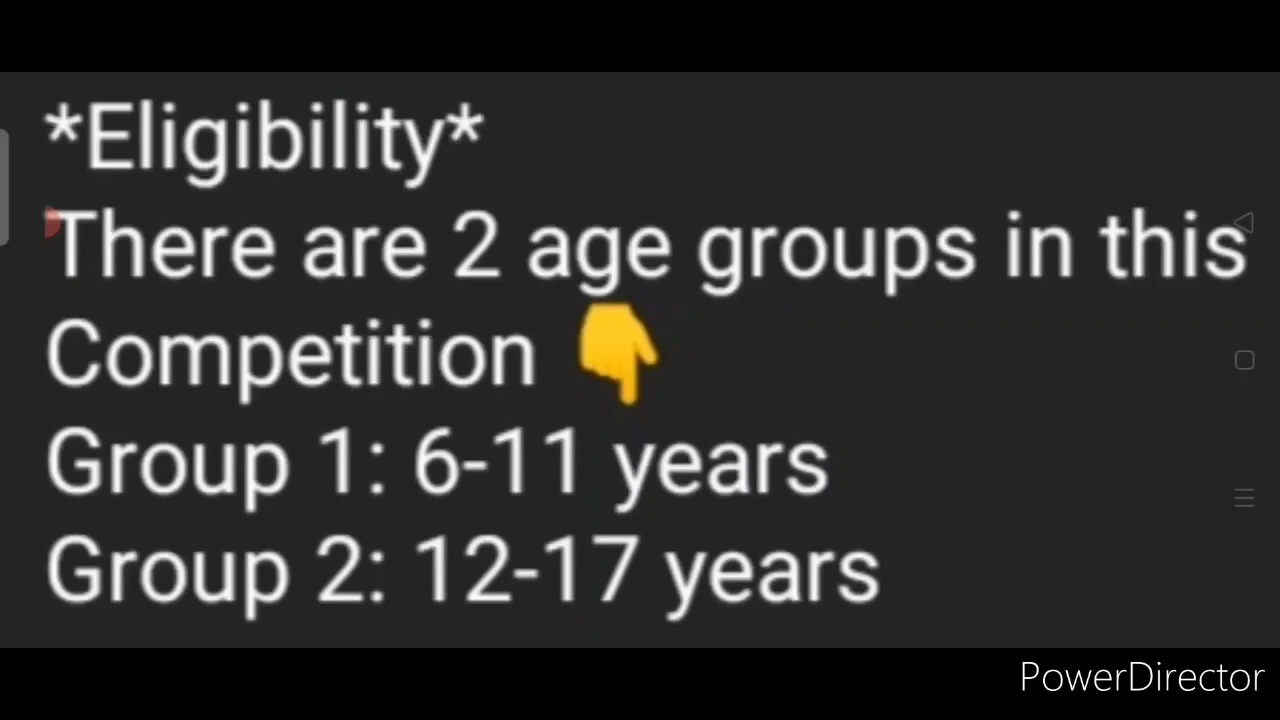 *Eligibility*
There are 2 age groups in this
Competition 👇
Group 1: 6-11 years
Group 2: 12-17 years
PowerDirector